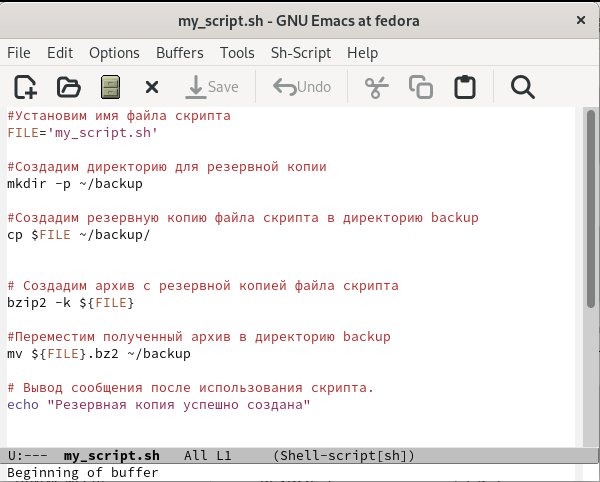 my_script.sh - GNU Emacs at fedora
File Edit Options Buffers Tools Sh-Script Help
Save Undo
#Установим имя файла скрипта
FILE='my_script.sh'
#Создадим директорию для резервной копии
mkdir -p ~/backup
#Создадим резервную копию файла скрипта в директорию backup
cp $FILE ~/backup/
# Создадим архив с резервной копией файла скрипта
bzip2 -k ${FILE}
#Переместим полученный архив в директорию backup
mv ${FILE}.bz2 ~/backup
# Вывод сообщения после использования скрипта.
echo "Резервная копия успешно создана"
U:--- my_script.sh All L1 (Shell-script[sh])
Beginning of buffer